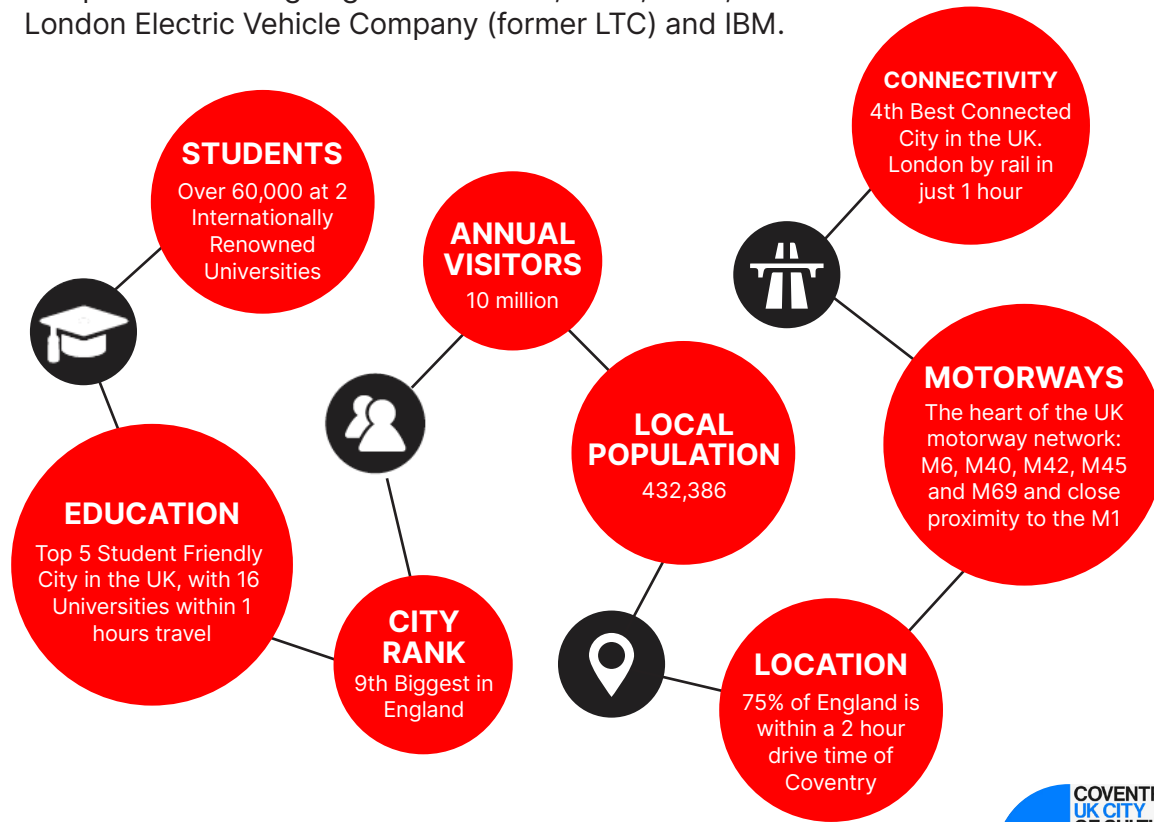 London Electric Vehicle Company (former LTC) and IBM.
STUDENTS
Over 60,000 at 2
Internationally
Renowned
Universities
ANNUAL
VISITORS
10 million
CONNECTIVITY
4th Best Connected
City in the UK.
London by rail in
just 1 hour
LOCAL
POPULATION
432,386
MOTORWAYS
The heart of the UK
motorway network:
M6, M40, M42, M45
and M69 and close
proximity to the M1
EDUCATION
Top 5 Student Friendly
City in the UK, with 16
Universities within 1
hours travel
CITY
RANK
9th Biggest in
England
LOCATION
75% of England is
within a 2 hour
drive time of
Coventry
UK CITY